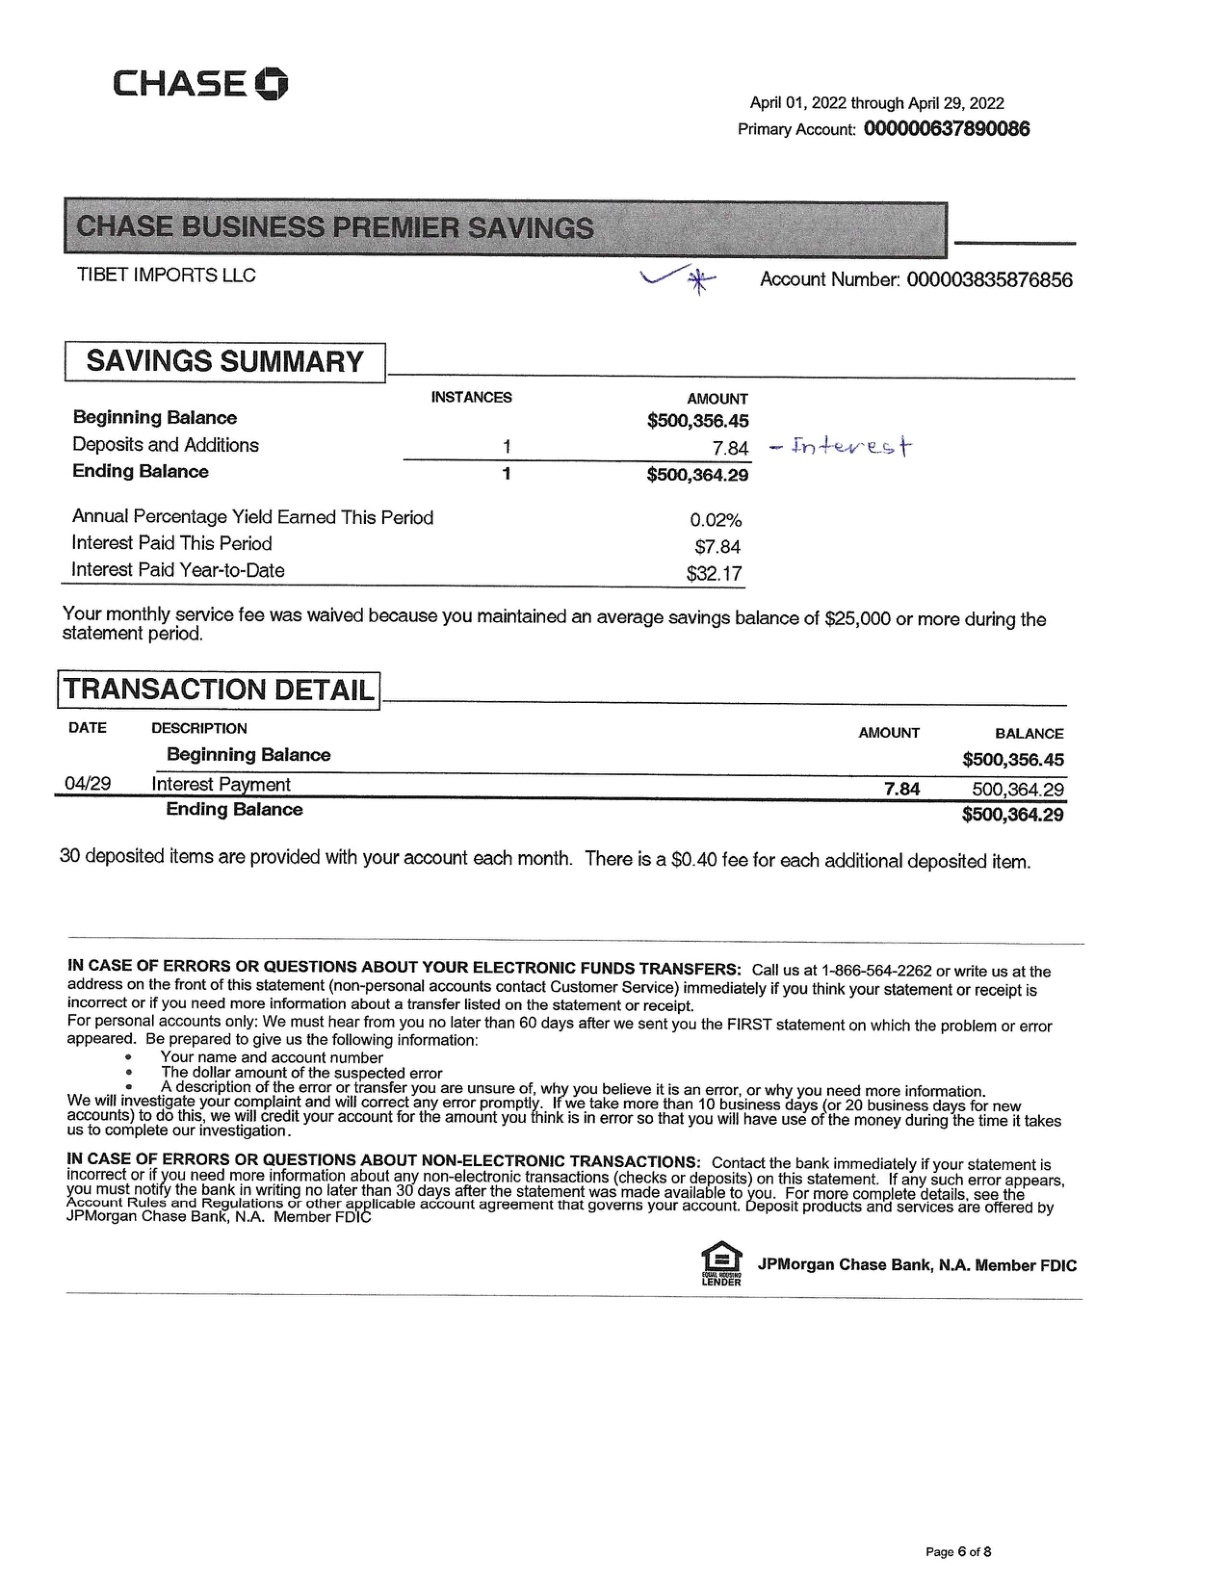 CHASE
April 01, 2022 through April 29, 2022
Primary Account: 000000637890086
CHASE BUSINESS PREMIER SAVINGS
TIBET IMPORTS LLC
Account Number: 000003835876856
SAVINGS SUMMARY
INSTANCES AMOUNT
Beginning Balance $500,356.45
Deposits and Additions 1 7.84 - Interest
Ending Balance 1 $500,364.29
Annual Percentage Yield Earned This Period 0.02%
Interest Paid This Period $7.84
Interest Paid Year-to-Date $32.17
Your monthly service fee was waived because you maintained an average savings balance of $25,000 or more during the
statement period.
TRANSACTION DETAIL
DATE DESCRIPTION AMOUNT BALANCE
Beginning Balance $500,356.45
04/29 Interest Payment 7.84 500,364.29
Ending Balance $500,364.29
30 deposited items are provided with your account each month. There is a $0.40 fee for each additional deposited item.
IN CASE OF ERRORS OR QUESTIONS ABOUT YOUR ELECTRONIC FUNDS TRANSFERS: Call us at 1-866-564-2262 or write us at the
address on the front of this statement (non-personal accounts contact Customer Service) immediately if you think your statement or receipt is
incorrect or if you need more information about a transfer listed on the statement or receipt.
For personal accounts only: We must hear from you no later than 60 days after we sent you the FIRST statement on which the problem or error
appeared. Be prepared to give us the following information:
• Your name and account number
• The dollar amount of the suspected error
• A description of the error or transfer you are unsure of, why you believe it is an error, or why you need more information.
We will investigate your complaint and will correct any error promptly. If we take more than 10 business days (or 20 business days for new
accounts) to do this, we will credit your account for the amount you think is in error so that you will have use of the money during the time it takes
us to complete our investigation.
IN CASE OF ERRORS OR QUESTIONS ABOUT NON-ELECTRONIC TRANSACTIONS: Contact the bank immediately if your statement is
incorrect or if you need more information about any non-electronic transactions (checks or deposits) on this statement. If any such error appears,
you must notify the bank in writing no later than 30 days after the statement was made available to you. For more complete details, see the
Account Rules and Regulations or other applicable account agreement that governs your account. Deposit products and services are offered by
JPMorgan Chase Bank, N.A. Member FDIC
EQUAL HOUSING
LENDER
JPMorgan Chase Bank, N.A. Member FDIC
Page 6 of 8